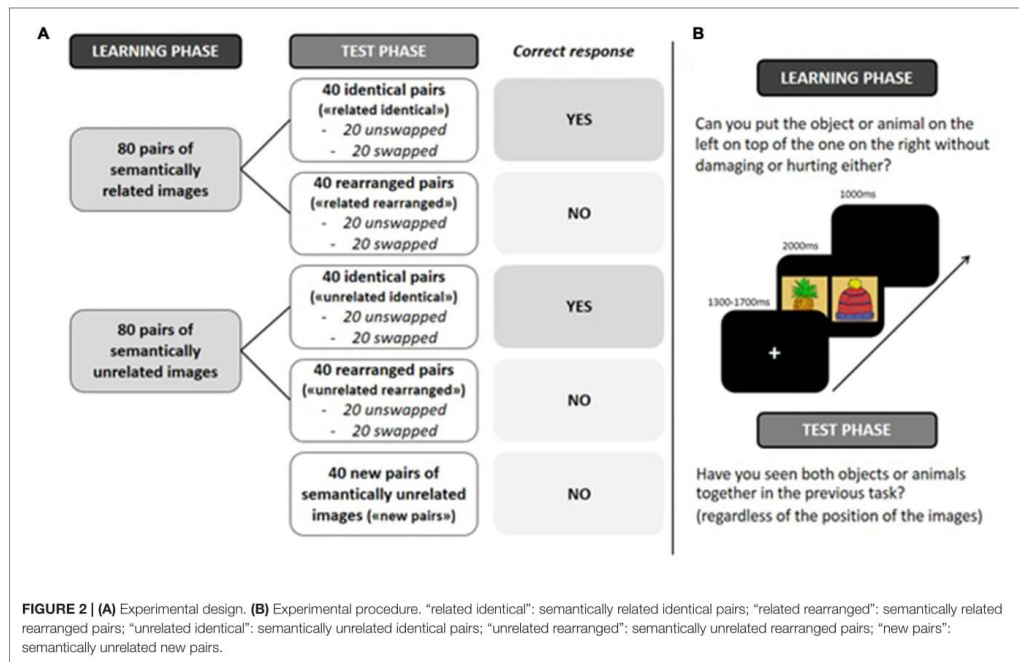 A
LEARNING PHASE
TEST PHASE
Correct response
80 pairs of
semantically
related images
40 identical pairs
(«related identical»)
- 20 unswapped
- 20 swapped
YES
40 rearranged pairs
(«related rearranged»)
- 20 unswapped
- 20 swapped
NO
80 pairs of
semantically
unrelated images
40 identical pairs
(«unrelated identical»)
- 20 unswapped
- 20 swapped
YES
40 rearranged pairs
(«unrelated rearranged»)
- 20 unswapped
- 20 swapped
NO
40 new pairs of
semantically unrelated
images («new pairs»)
NO
B
LEARNING PHASE
Can you put the object or animal on the
left on top of the one on the right without
damaging or hurting either?
1000ms
2000ms
1300-1700ms
+
TEST PHASE
Have you seen both objects or animals
together in the previous task?
(regardless of the position of the images)
FIGURE 2 | (A) Experimental design. (B) Experimental procedure. “related identical”: semantically related identical pairs; “related rearranged”: semantically related
rearranged pairs; “unrelated identical”: semantically unrelated identical pairs; “unrelated rearranged”: semantically unrelated rearranged pairs; “new pairs”:
semantically unrelated new pairs.